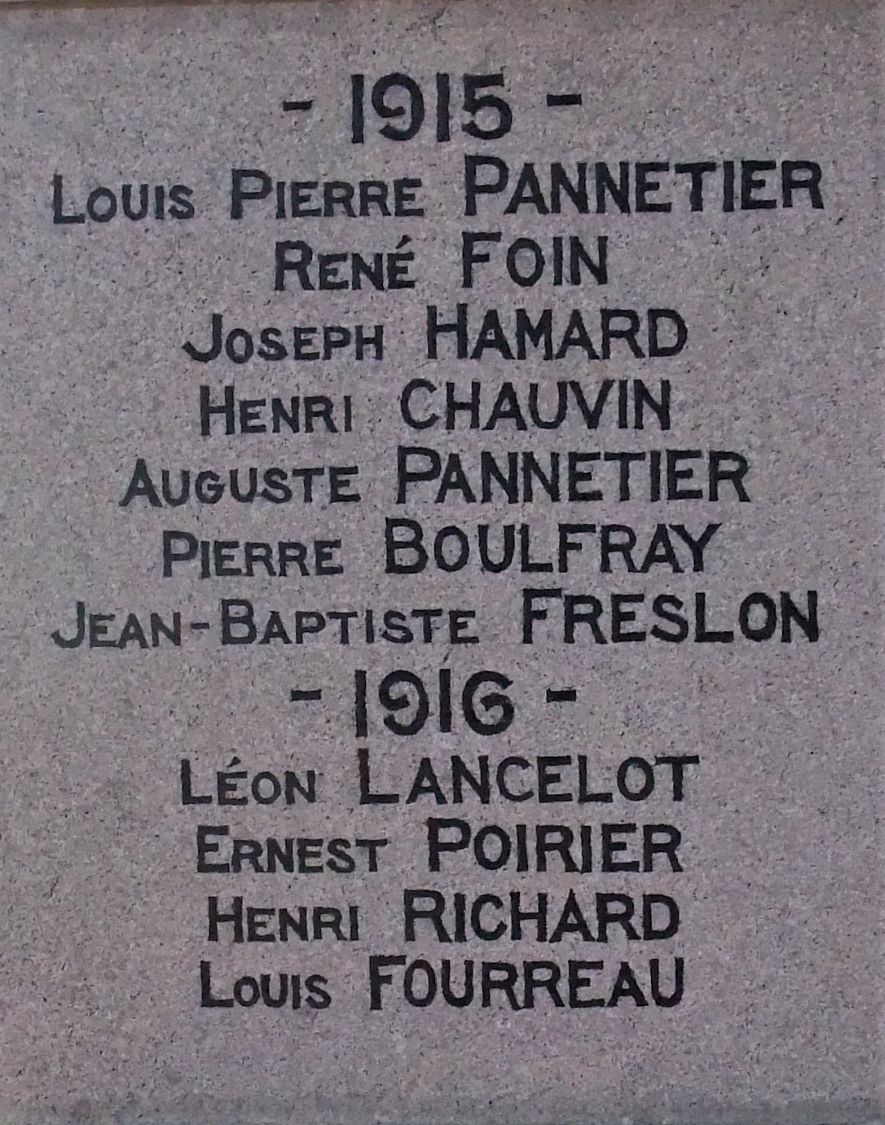 - 1915 -
LOUIS PIERRE PANNETIER
RENÉ FOIN
JOSEPH HAMARD
HENRI CHAUVIN
AUGUSTE PANNETIER
PIERRE BOULFRAY
JEAN-BAPTISTE FRESLON
- 1916 -
LÉON LANCELOT
ERNEST POIRIER
HENRI RICHARD
LOUIS FOURREAU